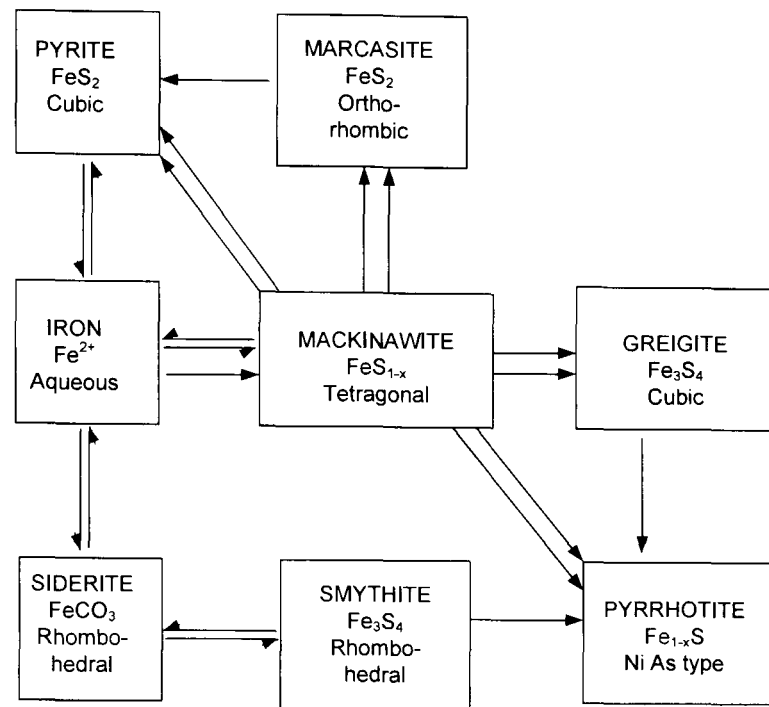 PYRITE
FeS₂
Cubic
MARCASITE
FeS₂
Ortho-
rhombic
IRON
Fe²⁺
Aqueous
MACKINAWITE
FeS₁₋ₓ
Tetragonal
GREIGITE
Fe₃S₄
Cubic
SIDERITE
FeCO₃
Rhombo-
hedral
SMYTHITE
Fe₃S₄
Rhombo-
hedral
PYRRHOTITE
Fe₁₋ₓS
Ni As type